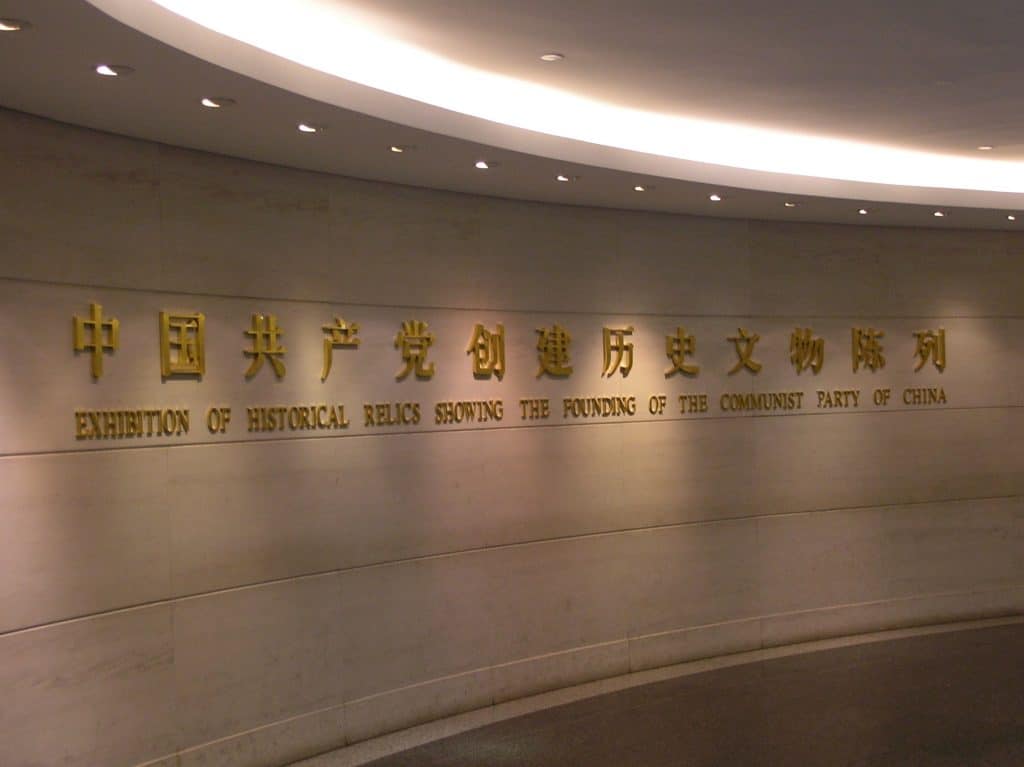 中国共产党创建历史文物陈列
EXHIBITION OF HISTORICAL RELICS SHOWING THE FOUNDING OF THE COMMUNIST PARTY OF CHINA